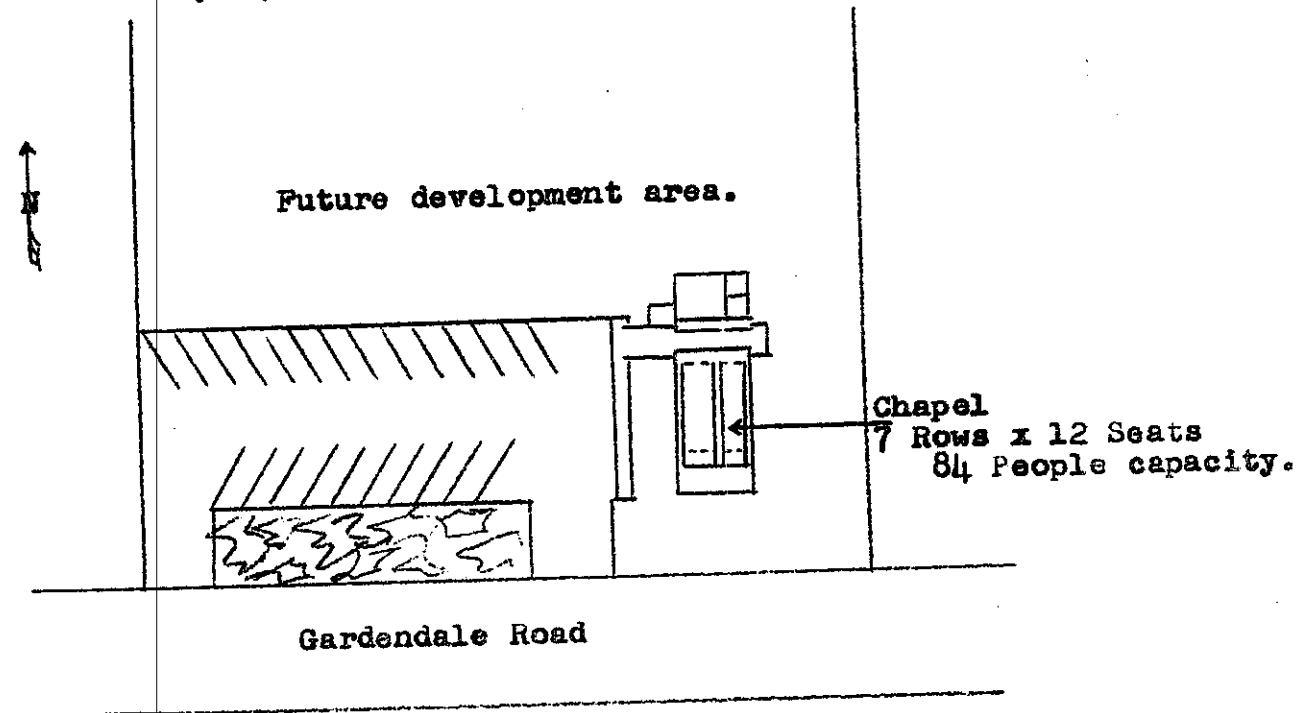 N
Future development area.
Chapel
7 Rows x 12 Seats
84 People capacity.
Gardendale Road